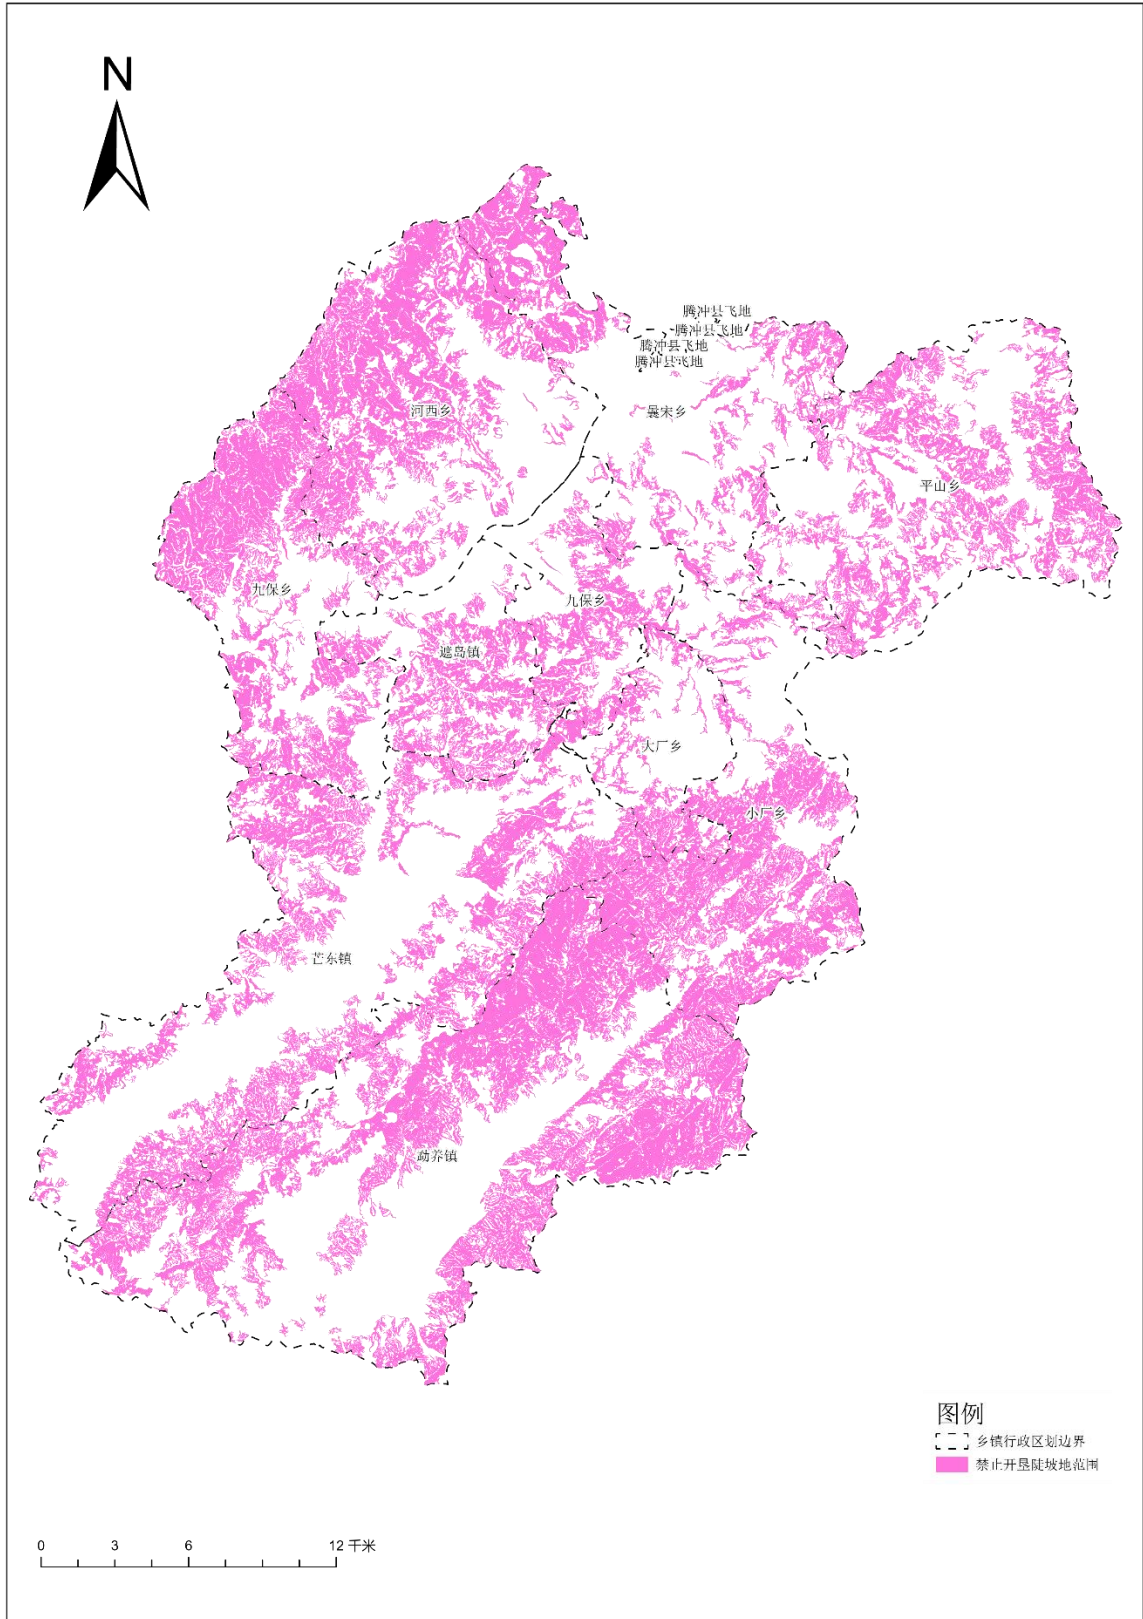 N
腾冲县飞地
腾冲县飞地
腾冲县飞地
腾冲县飞地
河西乡
曩宋乡
平山乡
九保乡
九保乡
遮岛镇
大厂乡
小厂乡
芒东镇
勐养镇
图例
乡镇行政区划边界
禁止开垦陡坡地范围
0 3 6 12 千米